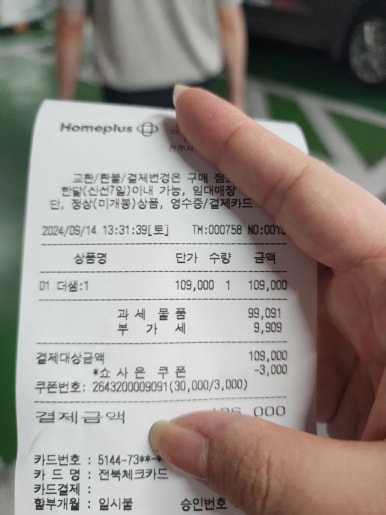 Homeplus
교환/환불/결제변경은 구매 점포
한달(신선7일)이내 가능, 임대매장
단, 정상(미개봉)상품, 영수증/결제카드
2024/09/14 13:31:39[토] TM:000758 NO:001
상품명 단가 수량 금액
01 더샘:1 109,000 1 109,000
과 세 물 품 99,091
부 가 세 9,909
결제대상금액 109,000
*쇼 사 은 쿠폰 -3,000
쿠폰번호: 2643200009091(30,000/3,000)
결제금액 000
카드번호 : 5144-73**-*
카 드 명 : 전북체크카드
카드결제 :
할부개월 : 일시불 승인번호